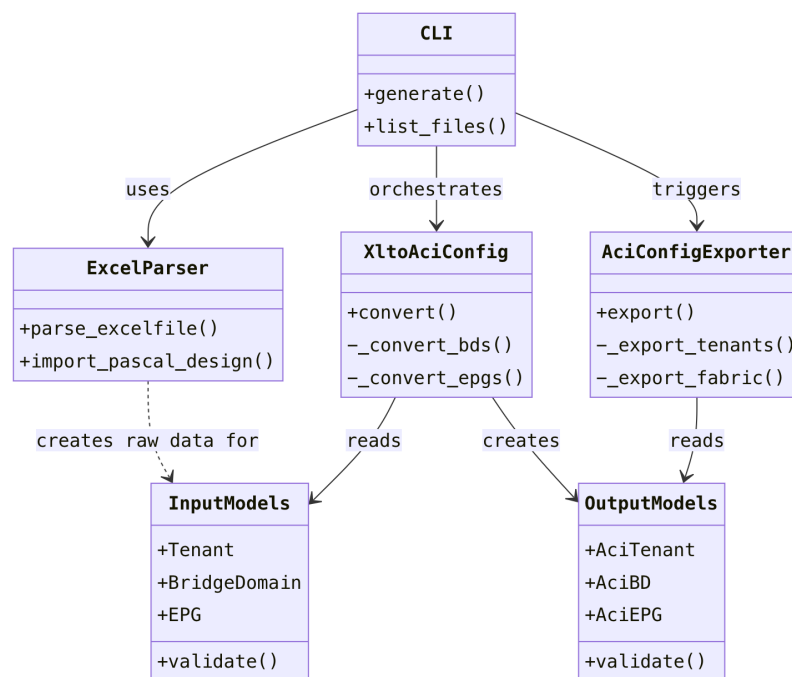 CLI
+generate()
+list_files()
uses
orchestrates
triggers
ExcelParser
+parse_excelfile()
+import_pascal_design()
XltoAciConfig
+convert()
−_convert_bds()
−_convert_epgs()
AciConfigExporter
+export()
−_export_tenants()
−_export_fabric()
creates raw data for
reads
creates
reads
InputModels
+Tenant
+BridgeDomain
+EPG
+validate()
OutputModels
+AciTenant
+AciBD
+AciEPG
+validate()